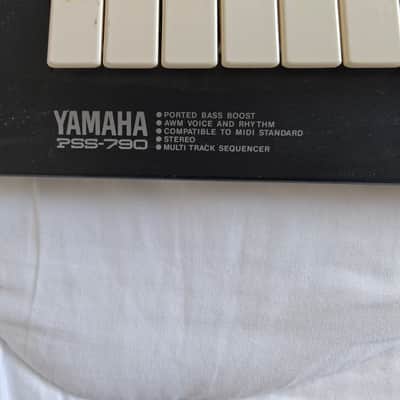 YAMAHA
PSS-790
● PORTED BASS BOOST
● AWM VOICE AND RHYTHM
● COMPATIBLE TO MIDI STANDARD
● STEREO
● MULTI TRACK SEQUENCER